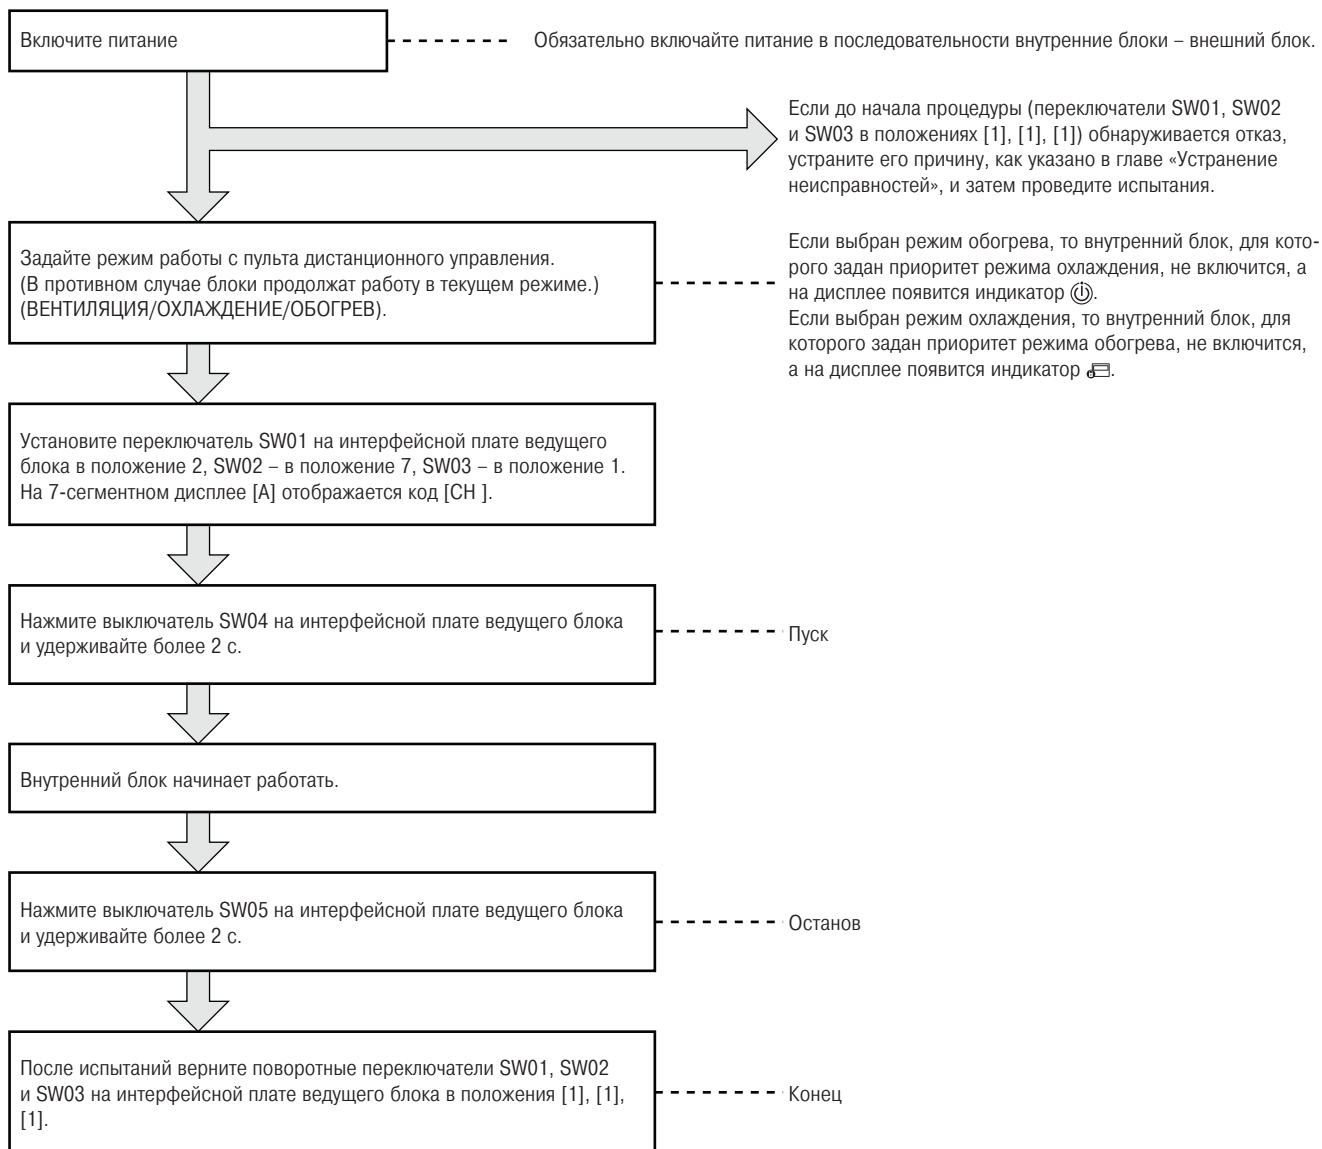 Включите питание
Обязательно включайте питание в последовательности внутренние блоки – внешний блок.
Если до начала процедуры (переключатели SW01, SW02
и SW03 в положениях [1], [1], [1]) обнаруживается отказ,
устраните его причину, как указано в главе «Устранение
неисправностей», и затем проведите испытания.
Задайте режим работы с пульта дистанционного управления.
(В противном случае блоки продолжат работу в текущем режиме.)
(ВЕНТИЛЯЦИЯ/ОХЛАЖДЕНИЕ/ОБОГРЕВ).
Если выбран режим обогрева, то внутренний блок, для кото-
рого задан приоритет режима охлаждения, не включится, а
на дисплее появится индикатор .
Если выбран режим охлаждения, то внутренний блок, для
которого задан приоритет режима обогрева, не включится,
а на дисплее появится индикатор .
Установите переключатель SW01 на интерфейсной плате ведущего
блока в положение 2, SW02 – в положение 7, SW03 – в положение 1.
На 7-сегментном дисплее [A] отображается код [CH ].
Нажмите выключатель SW04 на интерфейсной плате ведущего блока
и удерживайте более 2 с.
Пуск
Внутренний блок начинает работать.
Нажмите выключатель SW05 на интерфейсной плате ведущего блока
и удерживайте более 2 с.
Останов
После испытаний верните поворотные переключатели SW01, SW02
и SW03 на интерфейсной плате ведущего блока в положения [1], [1],
[1].
Конец